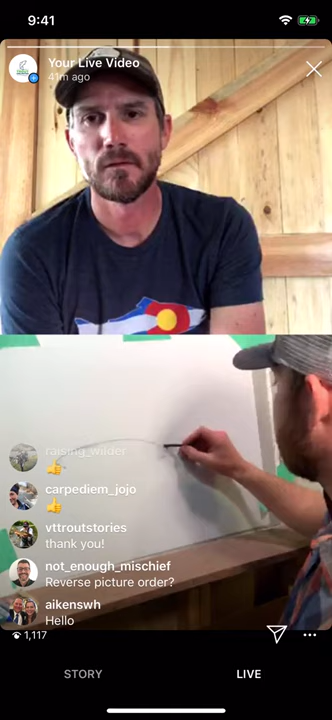 9:41
Your Live Video
41m ago
raising_wilder
👍
carpediem_jojo
👍
vttroutstories
thank you!
not_enough_mischief
Reverse picture order?
aikenswh
Hello
1,117
STORY
LIVE